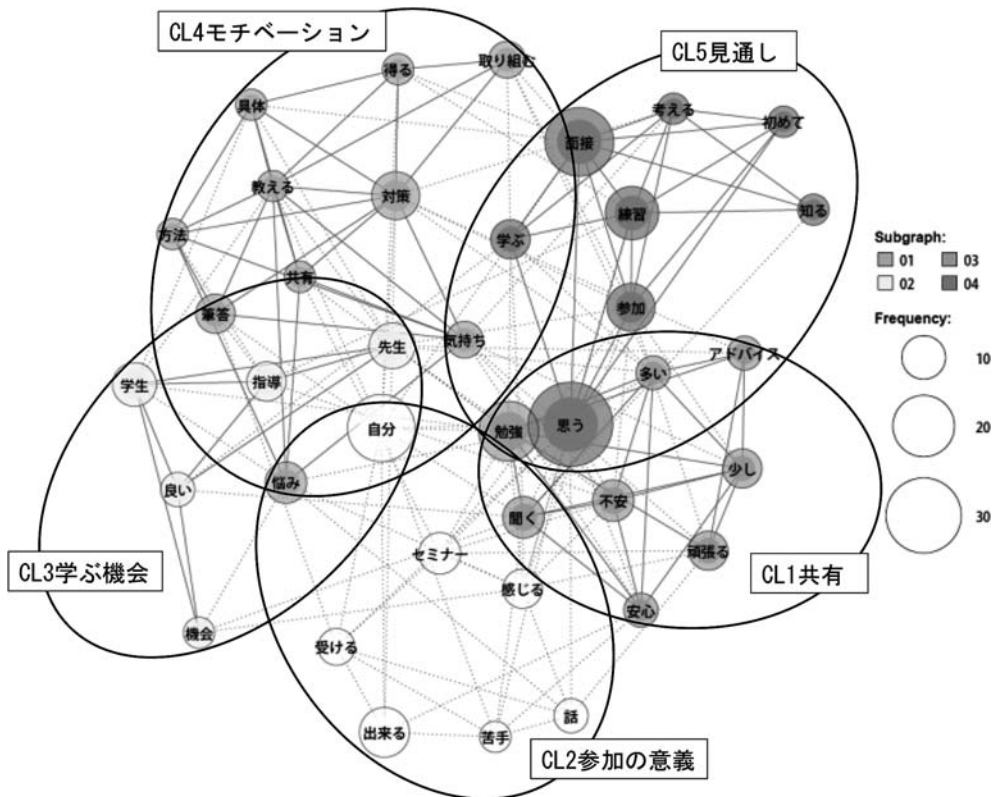 CL4モチベーション
CL5見通し
取り組む
得る
具体
考える
初めて
面接
教える
対策
練習
知る
方法
学ぶ
共有
参加
筆答
気持ち
先生
アドバイス
多い
学生
指導
自分
勉強
思う
良い
悩み
少し
聞く
不安
セミナー
頑張る
感じる
安心
CL3学ぶ機会
CL1共有
機会
受ける
出来る
苦手
話
CL2参加の意義
Subgraph:
01 03
02 04
Frequency:
10
20
30